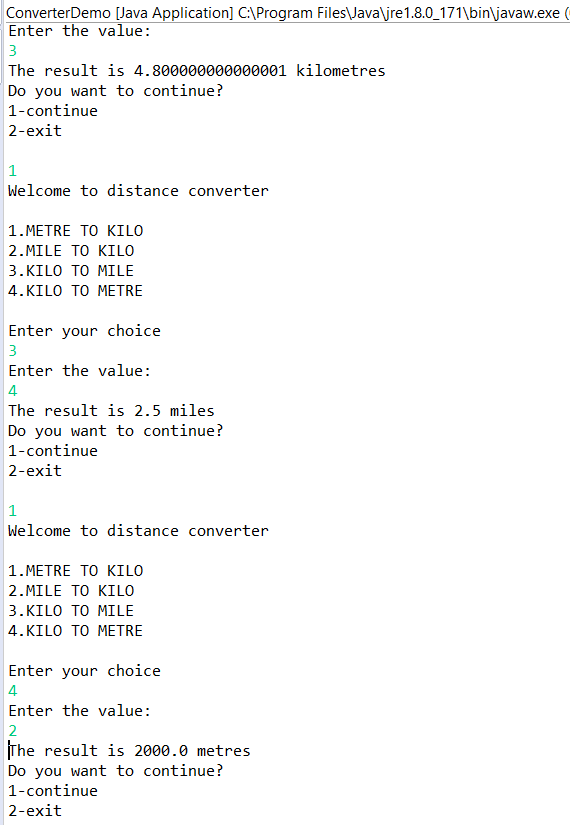 ConverterDemo [Java Application] C:\Program Files\Java\jre1.8.0_171\bin\javaw.exe (
Enter the value:
3
The result is 4.800000000000001 kilometres
Do you want to continue?
1-continue
2-exit
1
Welcome to distance converter
1.METRE TO KILO
2.MILE TO KILO
3.KILO TO MILE
4.KILO TO METRE
Enter your choice
3
Enter the value:
4
The result is 2.5 miles
Do you want to continue?
1-continue
2-exit
1
Welcome to distance converter
1.METRE TO KILO
2.MILE TO KILO
3.KILO TO MILE
4.KILO TO METRE
Enter your choice
4
Enter the value:
2
The result is 2000.0 metres
Do you want to continue?
1-continue
2-exit